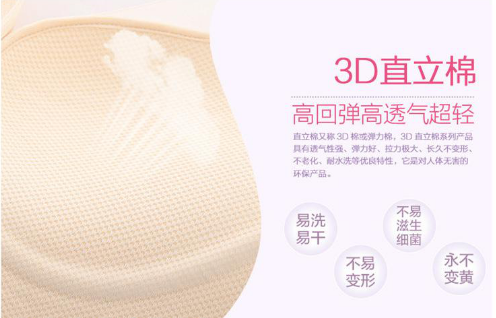 3D直立棉
高回弹高透气超轻
直立棉又称3D棉或弹力棉，3D直立棉系列产品
具有透气性强、弹力好、拉力极大、长久不变形、
不老化、耐水洗等优良特性，它是对人体无害的
环保产品。
易洗
易干
不易
变形
不易
滋生
细菌
永不
变黄